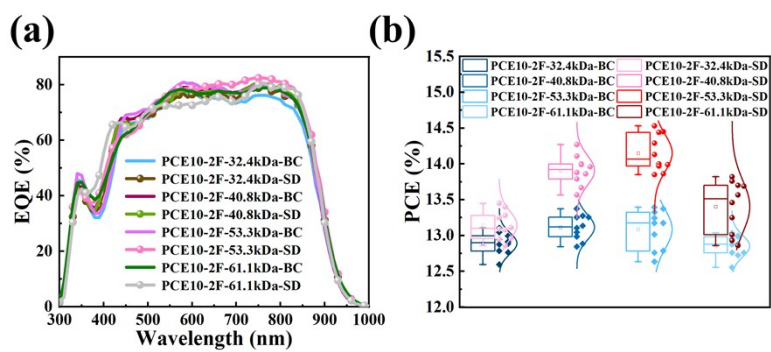 (a)
EQE (%)
80
60
40
20
0
300 400 500 600 700 800 900 1000
Wavelength (nm)
PCE10-2F-32.4kDa-BC
PCE10-2F-32.4kDa-SD
PCE10-2F-40.8kDa-BC
PCE10-2F-40.8kDa-SD
PCE10-2F-53.3kDa-BC
PCE10-2F-53.3kDa-SD
PCE10-2F-61.1kDa-BC
PCE10-2F-61.1kDa-SD
(b)
PCE (%)
15.5
15.0
14.5
14.0
13.5
13.0
12.5
12.0
PCE10-2F-32.4kDa-BC PCE10-2F-32.4kDa-SD
PCE10-2F-40.8kDa-BC PCE10-2F-40.8kDa-SD
PCE10-2F-53.3kDa-BC PCE10-2F-53.3kDa-SD
PCE10-2F-61.1kDa-BC PCE10-2F-61.1kDa-SD